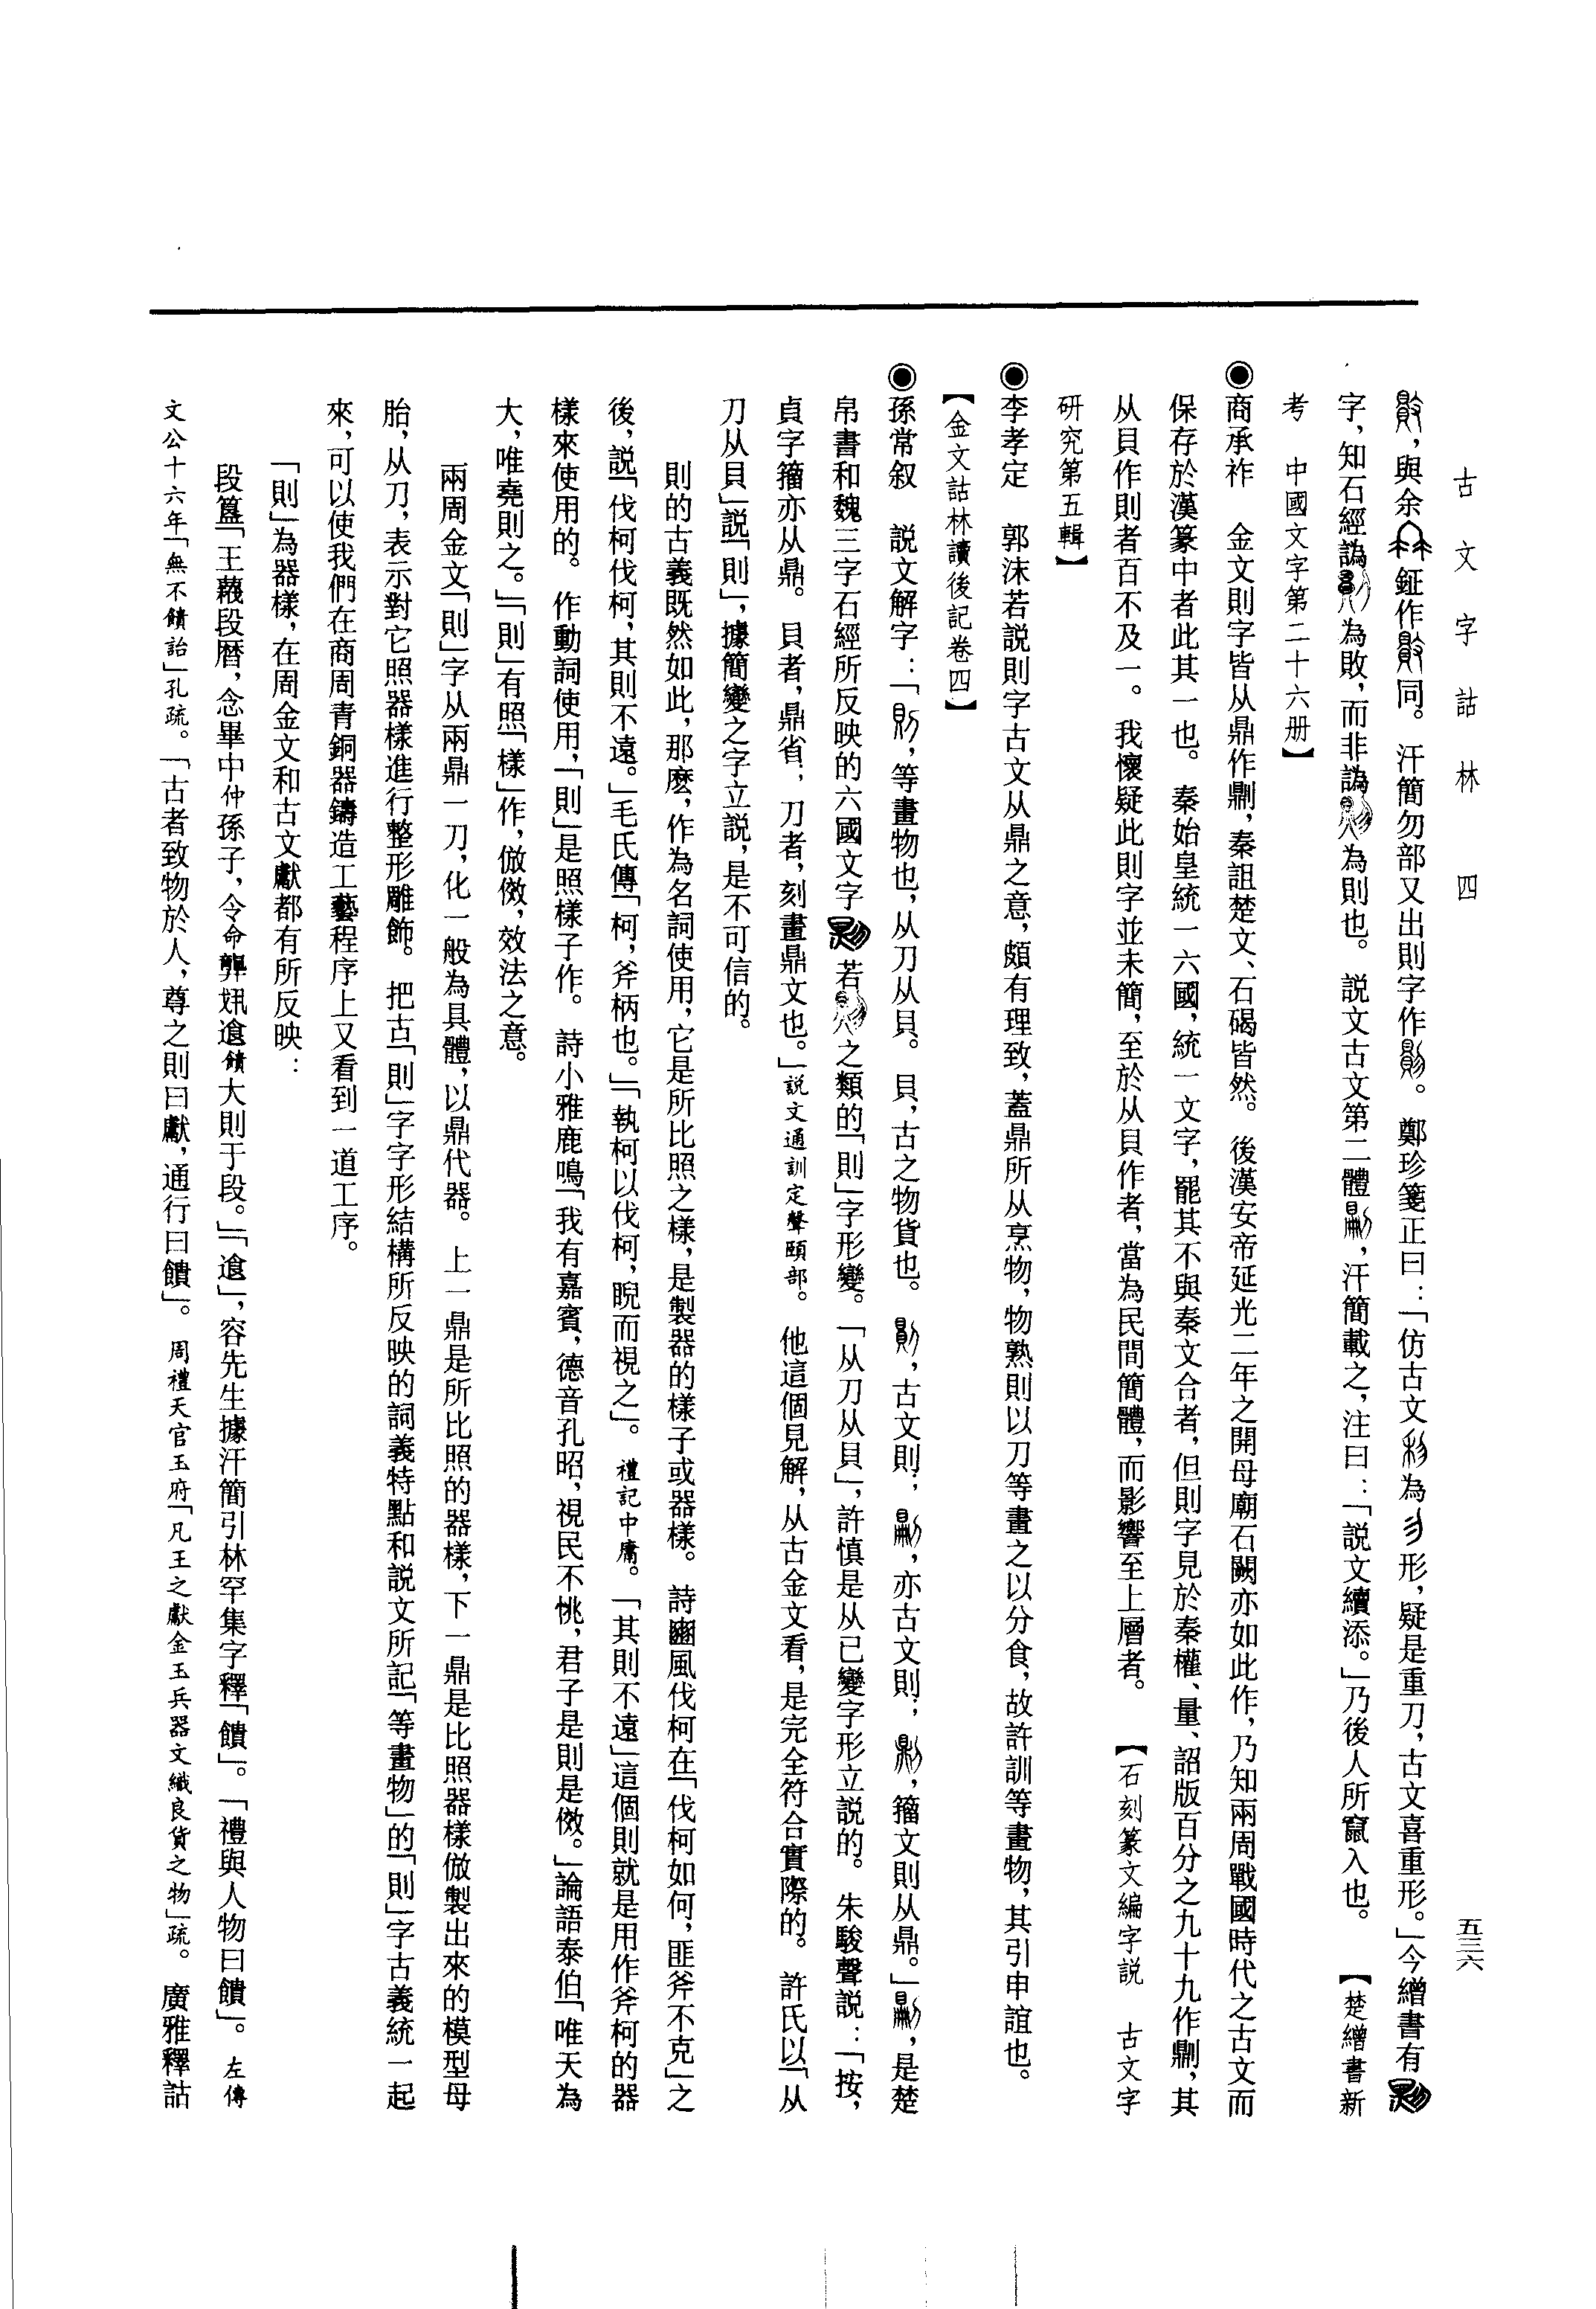 古文字詁林 四
五三六
，與余鉦作同。汗簡勿部又出則字作。鄭珍箋正曰：「仿古文為形，疑是重刀，古文喜重形。」今繒書有
字，知石經譌為敗，而非譌為則也。說文古文第二體，汗簡載之，注曰：「說文續添。」乃後人所竄入也。【楚繒書新
考　中國文字第二十六册】
◉商承祚　金文則字皆从鼎作鼎刂，秦詛楚文、石碣皆然。後漢安帝延光二年之開母廟石闕亦如此作，乃知兩周戰國時代之古文而
保存於漢篆中者此其一也。秦始皇統一六國，統一文字，罷其不與秦文合者，但則字見於秦權、量、詔版百分之九十九作鼎刂，其
从貝作則者百不及一。我懷疑此則字並未簡，至於从貝作者，當為民間簡體，而影響至上層者。【石刻篆文編字說　古文字
研究第五輯】
◉李孝定　郭沫若說則字古文从鼎之意，頗有理致，蓋鼎所从烹物，物熟則以刀等畫之以分食，故許訓等畫物，其引申誼也。
【金文詁林讀後記卷四】
◉孫常叙　說文解字：「，等畫物也，从刀从貝。貝，古之物貨也。，古文則；，亦古文則；，籀文則从鼎。」，是楚
帛書和魏三字石經所反映的六國文字若之類的「則」字形變。「从刀从貝」，許慎是从已變字形立說的。朱駿聲說：「按，
貞字籀亦从鼎。貝者，鼎省；刀者，刻畫鼎文也。」說文通訓定聲頤部。他這個見解，从古金文看，是完全符合實際的。許氏以「从
刀从貝」說「則」，據簡變之字立說，是不可信的。
則的古義既然如此，那麽，作為名詞使用，它是所比照之樣，是製器的樣子或器樣。詩豳風伐柯在「伐柯如何，匪斧不克」之
後，說「伐柯伐柯，其則不遠。」毛氏傳「柯，斧柄也。」「執柯以伐柯，睨而視之」。禮記中庸。「其則不遠」這個則就是用作斧柯的器
樣來使用的。作動詞使用，「則」是照樣子作。詩小雅鹿鳴「我有嘉賓，德音孔昭，視民不恌，君子是則是傚。」論語泰伯「唯天為
大，唯堯則之。」「則」有照「樣」作，倣傚，效法之意。
兩周金文「則」字从兩鼎一刀，化一般為具體，以鼎代器。上一鼎是所比照的器樣，下一鼎是比照器樣倣製出來的模型母
胎，从刀，表示對它照器樣進行整形雕飾。把古「則」字字形結構所反映的詞義特點和說文所記「等畫物」的「則」字古義統一起
來，可以使我們在商周青銅器鑄造工藝程序上又看到一道工序。
「則」為器樣，在周金文和古文獻都有所反映：
段簋「王蔑段曆，念畢中仲孫子，令命𩵋𡚱遺饋大則于段。」「遺」，容先生據汗簡引林罕集字釋「饋」。「禮與人物曰饋」。左傳
文公十六年「無不饋詒」孔疏。「古者致物於人，尊之則曰獻，通行曰饋」。周禮天官玉府「凡王之獻金玉兵器文織良貨之物」疏。廣雅釋詁